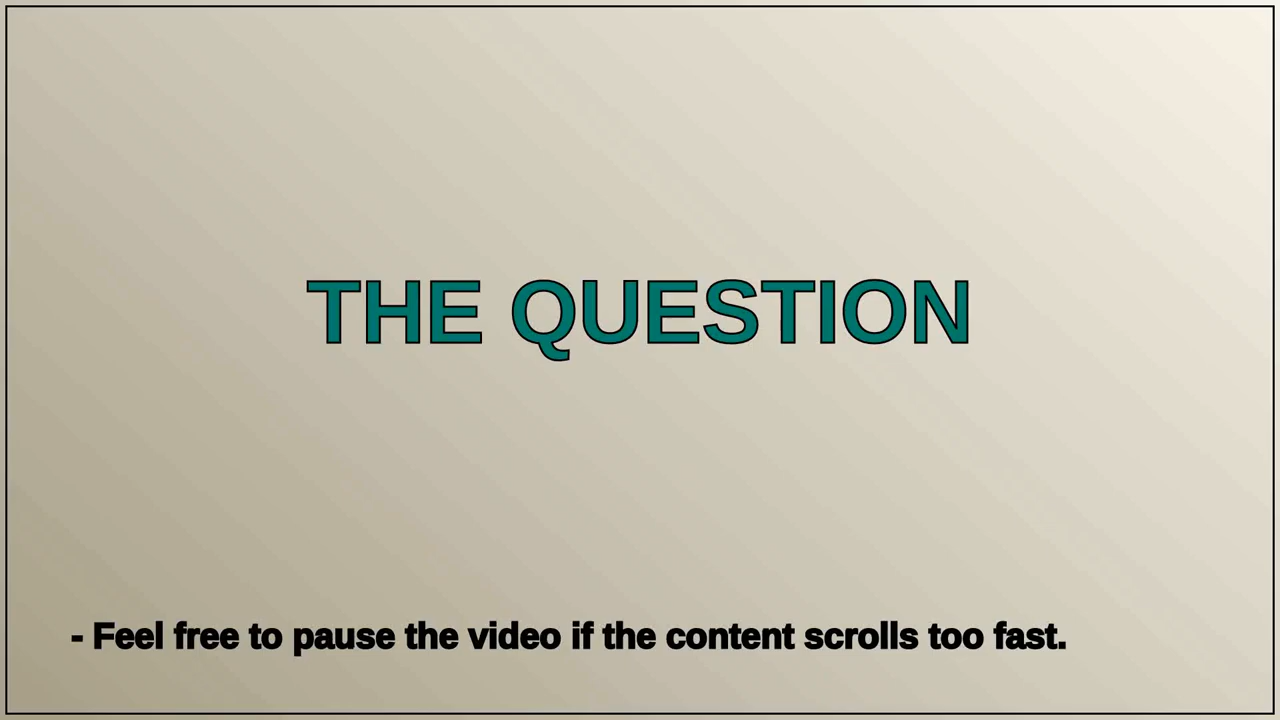 THE QUESTION
- Feel free to pause the video if the content scrolls too fast.